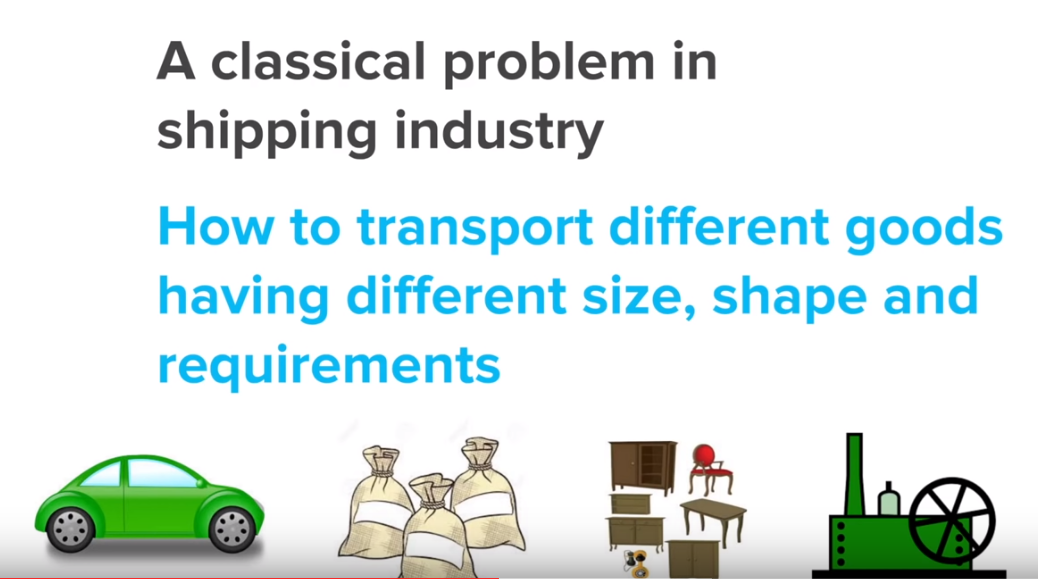 A classical problem in
shipping industry
How to transport different goods
having different size, shape and
requirements